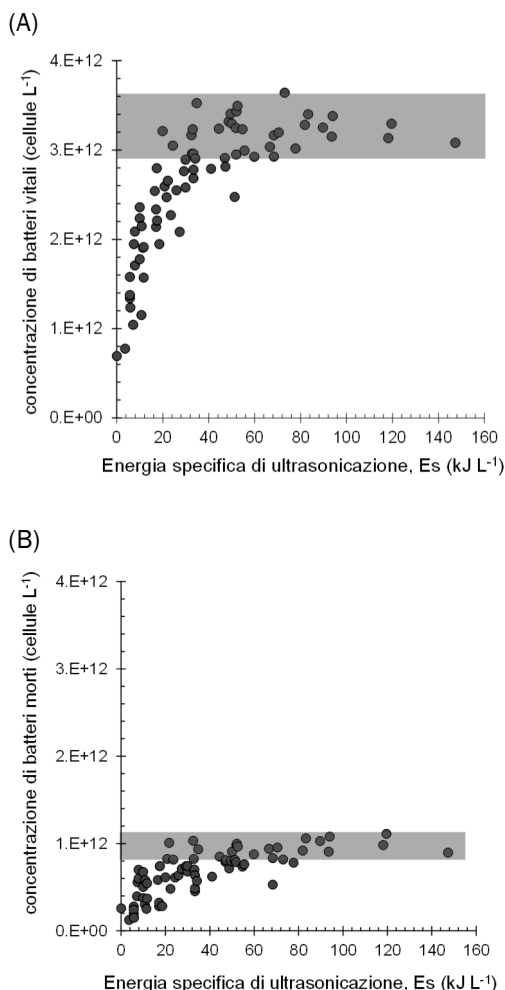 (A)
concentrazione di batteri vitali (cellule L⁻¹)
4.E+12
3.E+12
2.E+12
1.E+12
0.E+00
0 20 40 60 80 100 120 140 160
Energia specifica di ultrasonicazione, Es (kJ L⁻¹)
(B)
concentrazione di batteri morti (cellule L⁻¹)
4.E+12
3.E+12
2.E+12
1.E+12
0.E+00
0 20 40 60 80 100 120 140 160
Energia specifica di ultrasonicazione, Es (kJ L⁻¹)